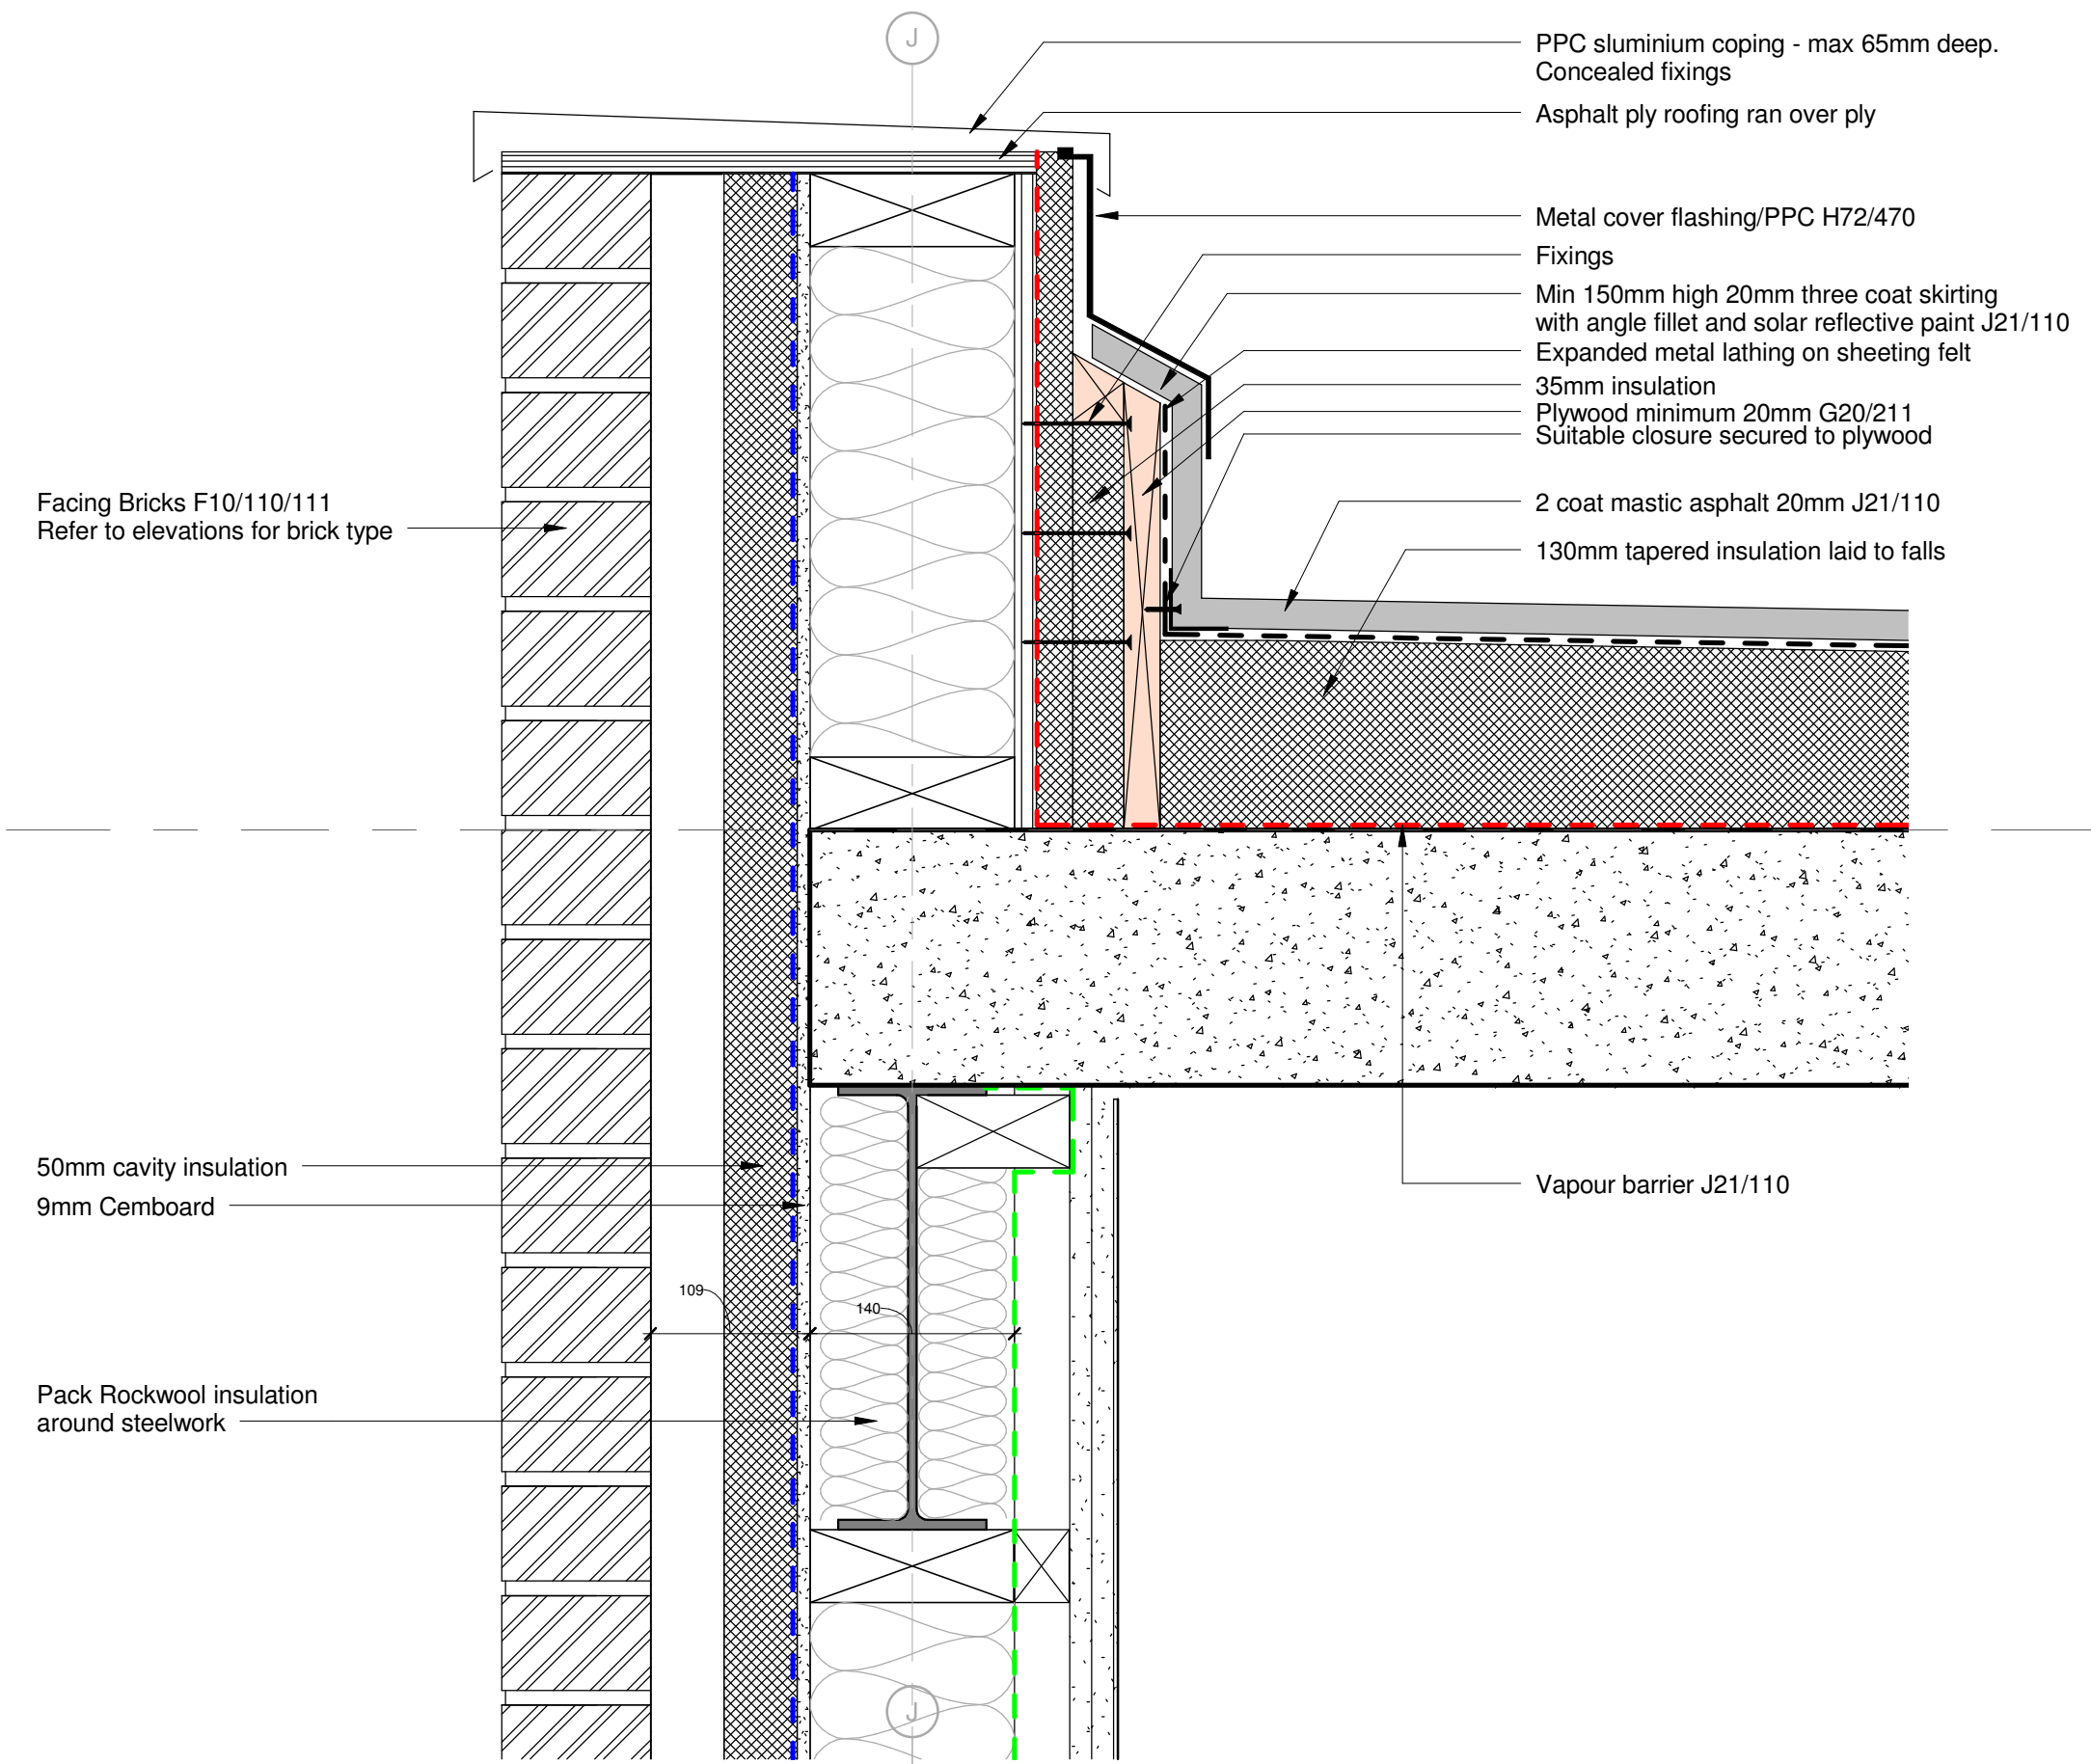 J
PPC sluminium coping - max 65mm deep.
Concealed fixings
Asphalt ply roofing ran over ply
Metal cover flashing/PPC H72/470
Fixings
Min 150mm high 20mm three coat skirting
with angle fillet and solar reflective paint J21/110
Expanded metal lathing on sheeting felt
35mm insulation
Plywood minimum 20mm G20/211
Suitable closure secured to plywood
Facing Bricks F10/110/111
Refer to elevations for brick type
2 coat mastic asphalt 20mm J21/110
130mm tapered insulation laid to falls
50mm cavity insulation
9mm Cemboard
Vapour barrier J21/110
109
140
Pack Rockwool insulation
around steelwork
J